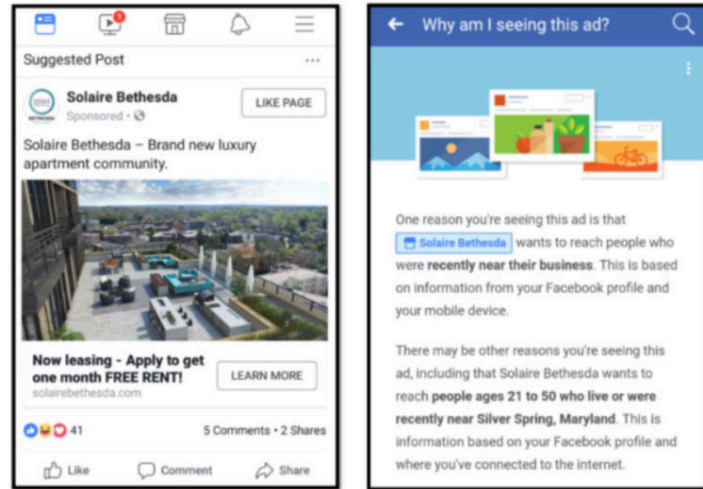 1
Suggested Post
Solaire Bethesda
Sponsored
LIKE PAGE
Solaire Bethesda – Brand new luxury
apartment community.
Now leasing - Apply to get
one month FREE RENT!
solairebethesda.com
LEARN MORE
41
5 Comments • 2 Shares
Like
Comment
Share
Why am I seeing this ad?
One reason you're seeing this ad is that
Solaire Bethesda wants to reach people who
were recently near their business. This is based
on information from your Facebook profile and
your mobile device.
There may be other reasons you're seeing this
ad, including that Solaire Bethesda wants to
reach people ages 21 to 50 who live or were
recently near Silver Spring, Maryland. This is
information based on your Facebook profile and
where you've connected to the internet.